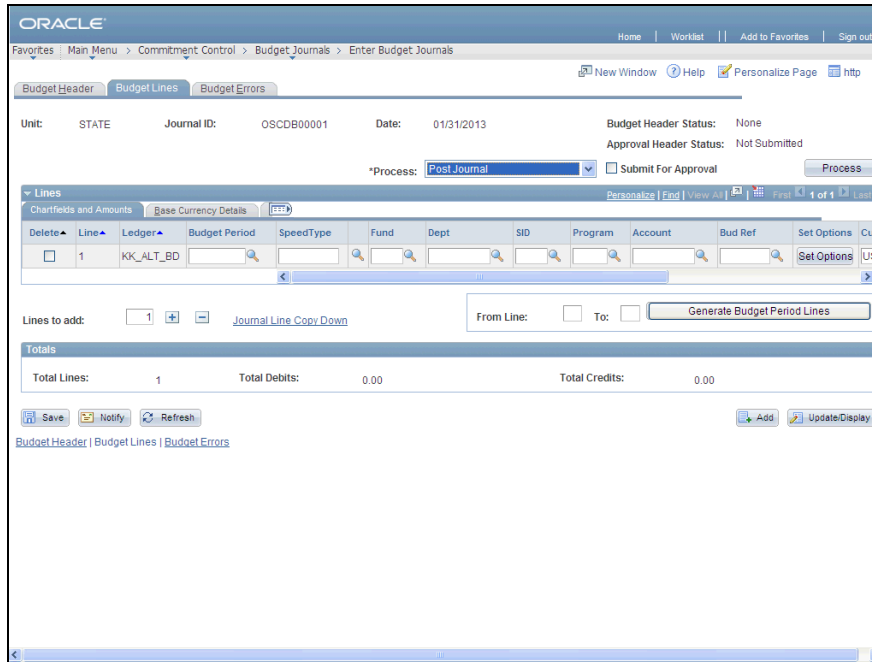 ORACLE
Home | Worklist | | Add to Favorites | Sign out
Favorites | Main Menu > Commitment Control > Budget Journals > Enter Budget Journals
New Window Help Personalize Page http
Budget Header Budget Lines Budget Errors
Unit: STATE Journal ID: OSCDB00001 Date: 01/31/2013 Budget Header Status: None
Approval Header Status: Not Submitted
*Process: Post Journal Submit For Approval Process
Lines Personalize | Find | View All | First 1 of 1 Last
Chartfields and Amounts Base Currency Details
Delete Line Ledger Budget Period SpeedType Fund Dept SID Program Account Bud Ref Set Options Cu
1 KK_ALT_BD Set Options US
Lines to add: 1 Journal Line Copy Down From Line: To: Generate Budget Period Lines
Totals
Total Lines: 1 Total Debits: 0.00 Total Credits: 0.00
Save Notify Refresh Add Update/Display
Budget Header | Budget Lines | Budget Errors